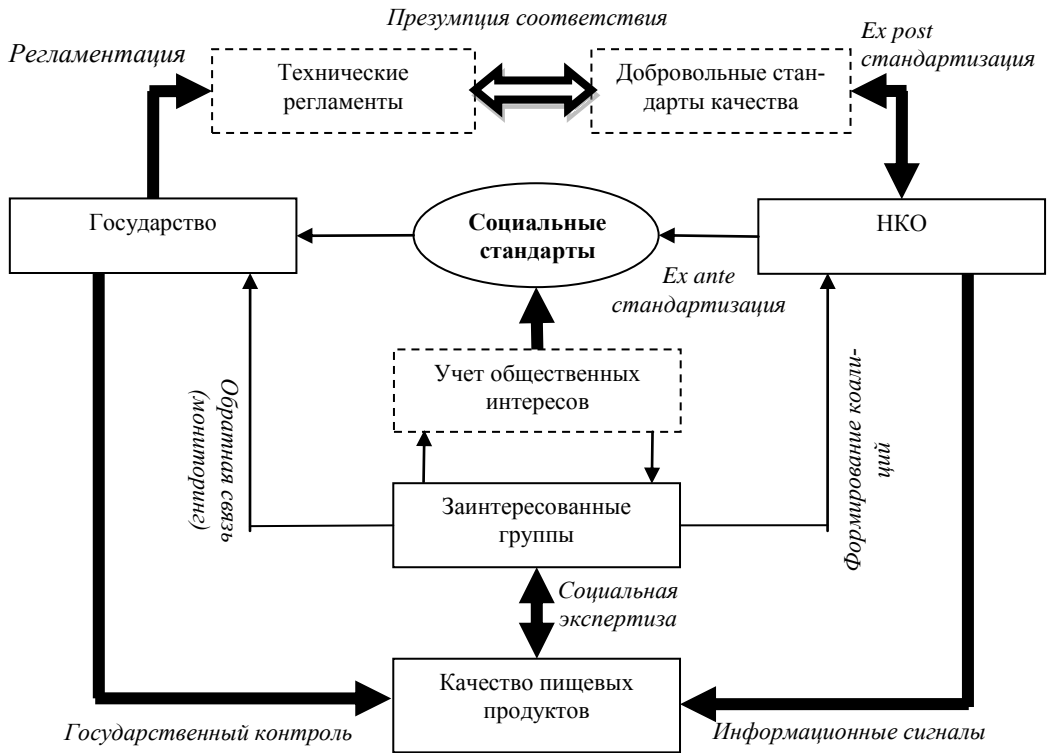 Презумпция соответствия
Регламентация
Ex post
стандартизация
Технические
регламенты
Добровольные стан-
дарты качества
Государство
Социальные
стандарты
НКО
Ex ante
стандартизация
Учет общественных
интересов
Обратная связь
(мониторинг)
Формирование коали-
ций
Заинтересованные
группы
Социальная
экспертиза
Качество пищевых
продуктов
Государственный контроль
Информационные сигналы